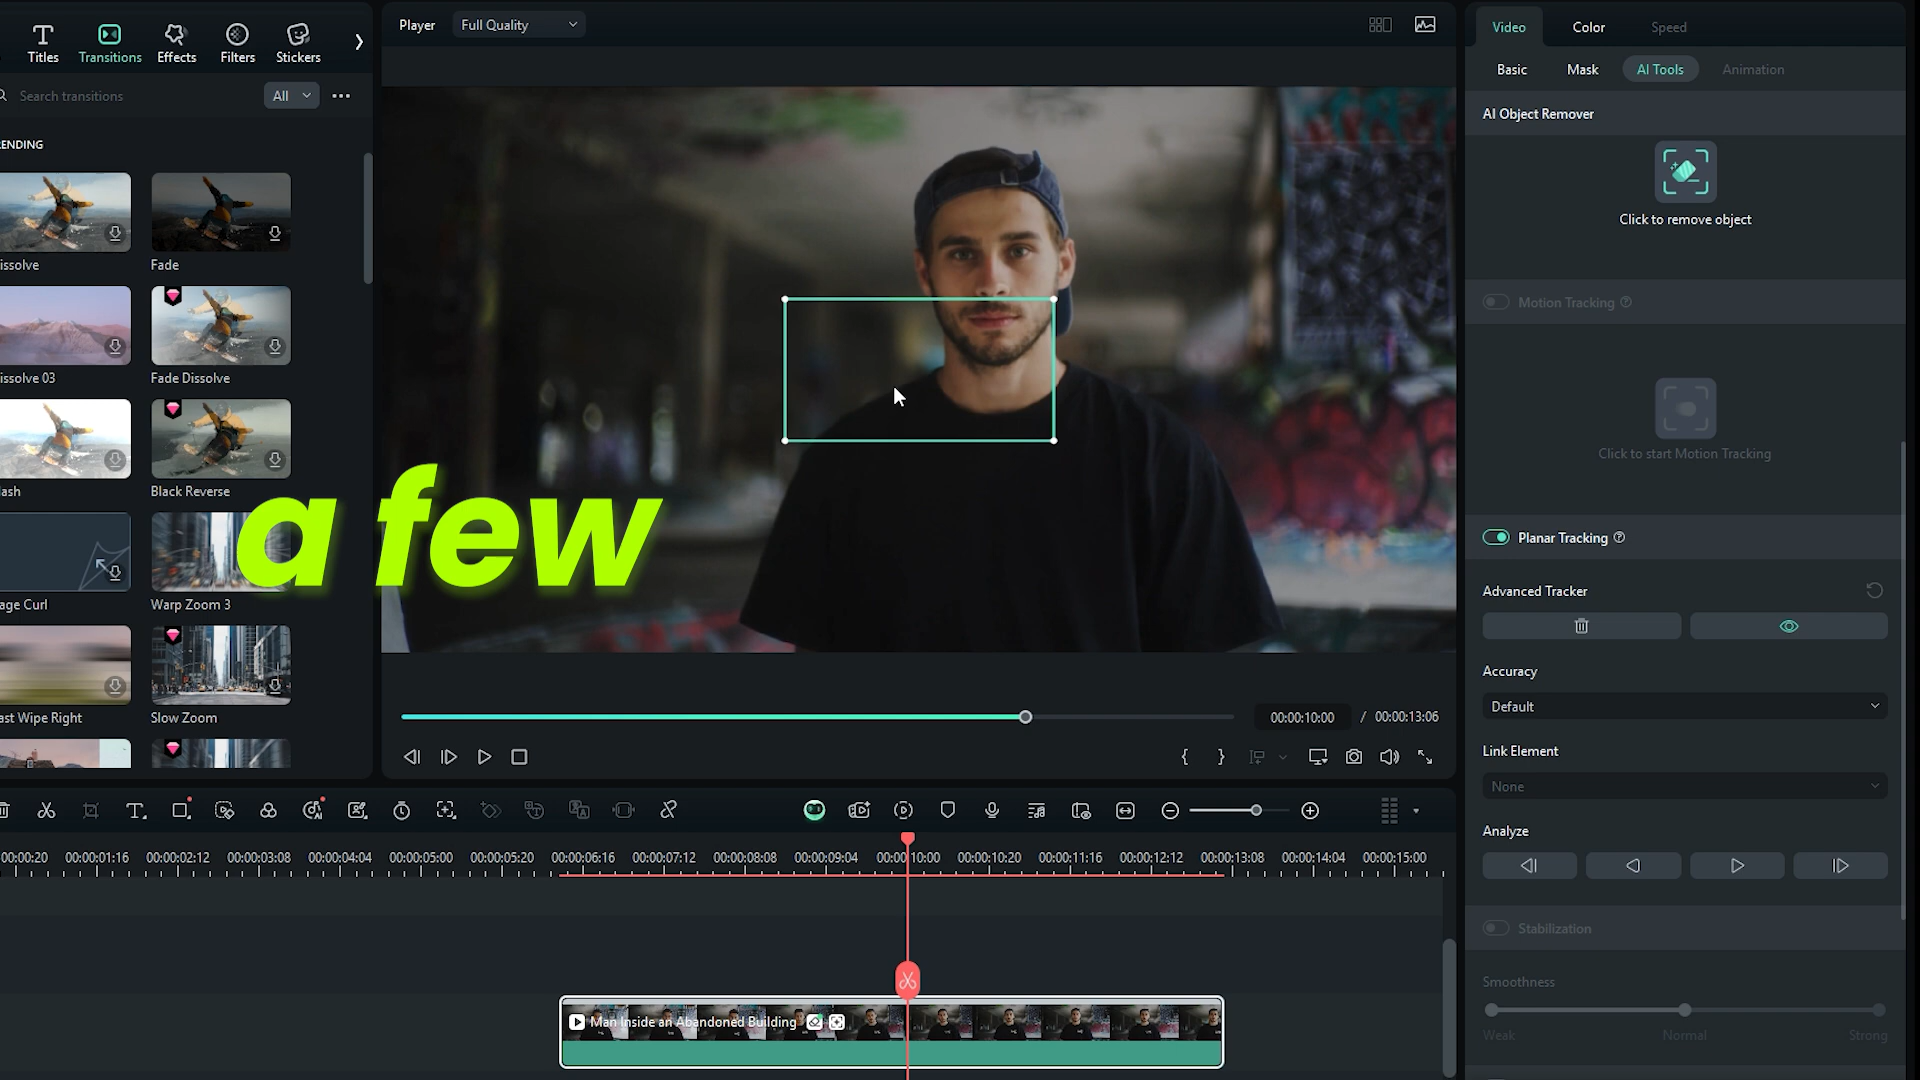 Titles
Transitions
Effects
Filters
Stickers
Search transitions
All
ENDING
issolve
Fade
issolve 03
Fade Dissolve
lash
Black Reverse
age Curl
Warp Zoom 3
ast Wipe Right
Slow Zoom
Player
Full Quality
a few
00:00:10:00 / 00:00:13:06
Video
Color
Speed
Basic
Mask
AI Tools
Animation
AI Object Remover
Click to remove object
Motion Tracking
Click to start Motion Tracking
Planar Tracking
Advanced Tracker
Accuracy
Default
Link Element
None
Analyze
Stabilization
Smoothness
Weak
Normal
Strong
00:00:20 00:00:01:16 00:00:02:12 00:00:03:08 00:00:04:04 00:00:05:00 00:00:05:20 00:00:06:16 00:00:07:12 00:00:08:08 00:00:09:04 00:00:10:00 00:00:10:20 00:00:11:16 00:00:12:12 00:00:13:08 00:00:14:04 00:00:15:00
Man Inside an Abandoned Building